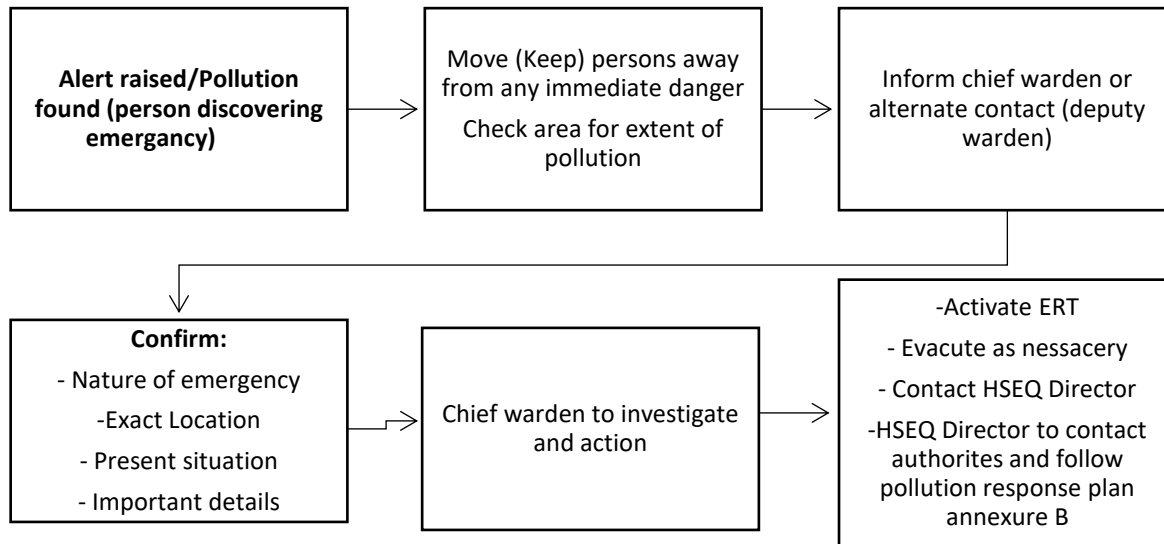 Alert raised/Pollution
found (person discovering
emergancy)
Move (Keep) persons away
from any immediate danger
Check area for extent of
pollution
Inform chief warden or
alternate contact (deputy
warden)
Confirm:
- Nature of emergency
-Exact Location
- Present situation
- Important details
Chief warden to investigate
and action
-Activate ERT
- Evacute as nessacery
- Contact HSEQ Director
-HSEQ Director to contact
authorites and follow
pollution response plan
annexure B